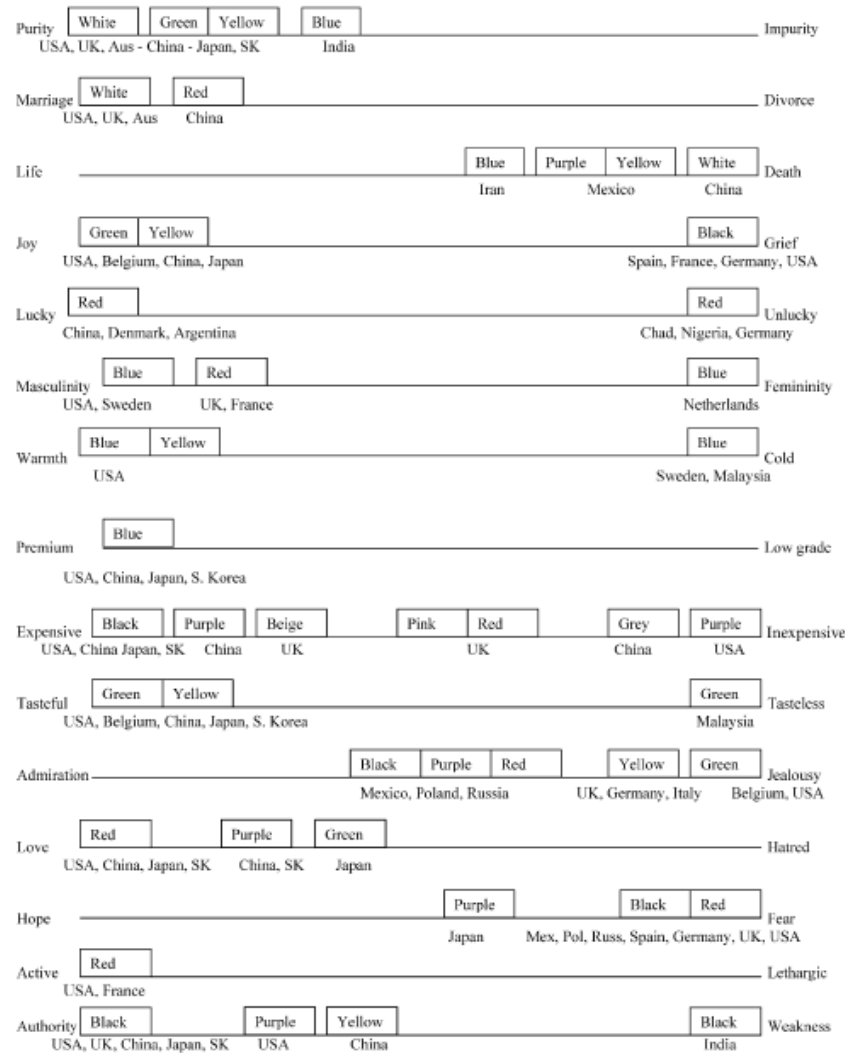 Purity White Green Yellow Blue Impurity
USA, UK, Aus - China - Japan, SK India
Marriage White Red Divorce
USA, UK, Aus China
Life Blue Purple Yellow White Death
Iran Mexico China
Joy Green Yellow Black Grief
USA, Belgium, China, Japan Spain, France, Germany, USA
Lucky Red Red Unlucky
China, Denmark, Argentina Chad, Nigeria, Germany
Masculinity Blue Red Blue Femininity
USA, Sweden UK, France Netherlands
Warmth Blue Yellow Blue Cold
USA Sweden, Malaysia
Premium Blue Low grade
USA, China, Japan, S. Korea
Expensive Black Purple Beige Pink Red Grey Purple Inexpensive
USA, China Japan, SK China UK UK China USA
Tasteful Green Yellow Green Tasteless
USA, Belgium, China, Japan, S. Korea Malaysia
Admiration Black Purple Red Yellow Green Jealousy
Mexico, Poland, Russia UK, Germany, Italy Belgium, USA
Love Red Purple Green Hatred
USA, China, Japan, SK China, SK Japan
Hope Purple Black Red Fear
Japan Mex, Pol, Russ, Spain, Germany, UK, USA
Active Red Lethargic
USA, France
Authority Black Purple Yellow Black Weakness
USA, UK, China, Japan, SK USA China India